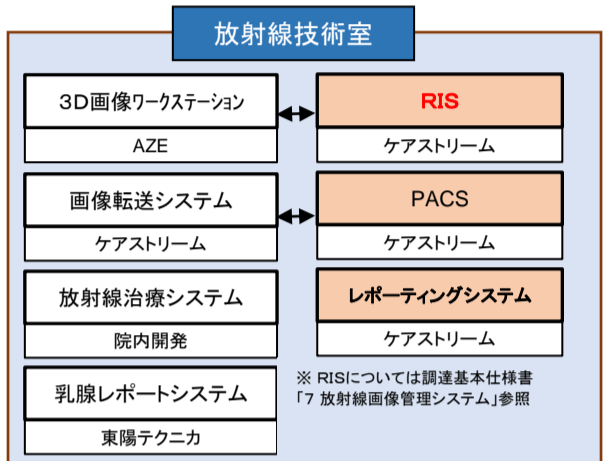 放射線技術室
3D画像ワークステーション
AZE
RIS
ケアストリーム
画像転送システム
ケアストリーム
PACS
ケアストリーム
放射線治療システム
院内開発
レポーティングシステム
ケアストリーム
乳腺レポートシステム
東陽テクニカ
※ RISについては調達基本仕様書
「7 放射線画像管理システム」参照